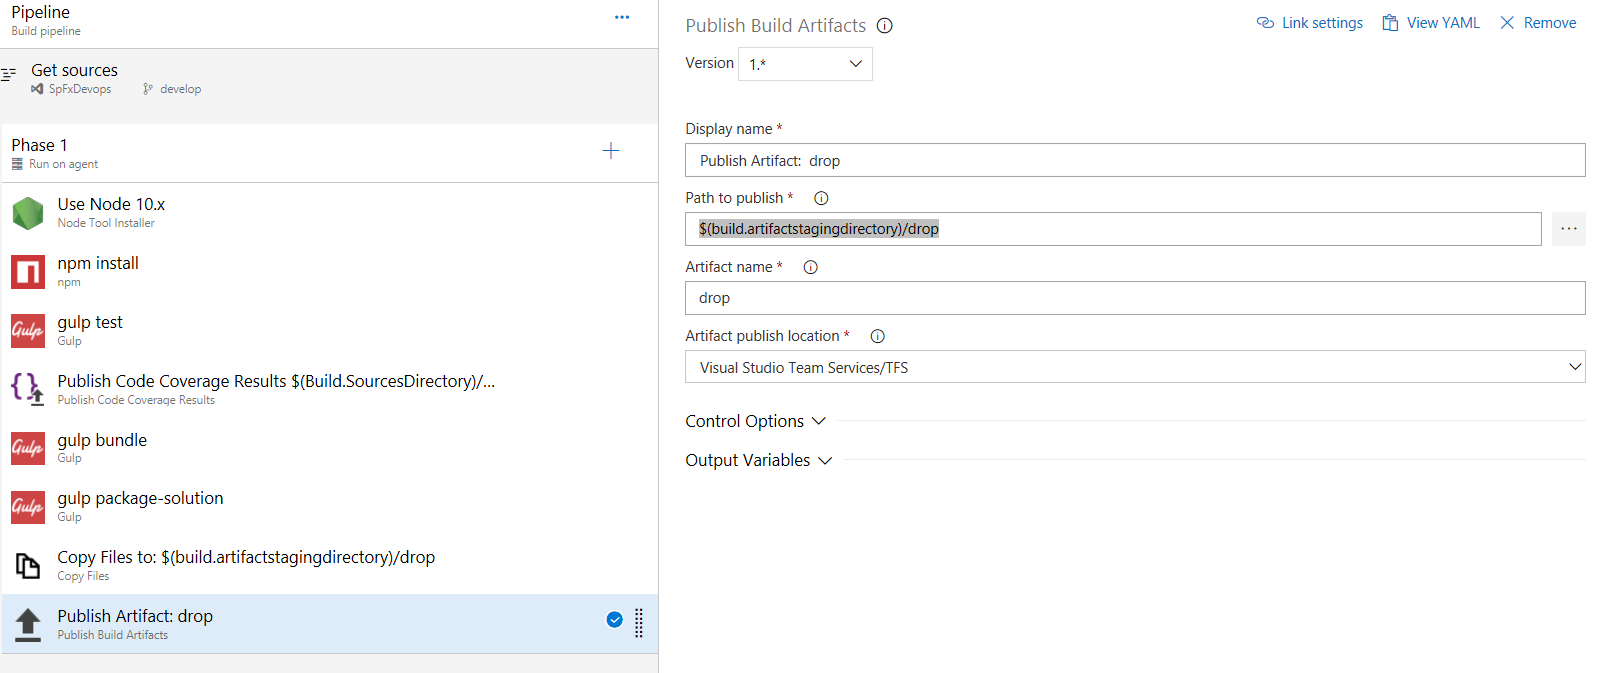 Pipeline
Build pipeline
Get sources
SpFxDevops develop
Phase 1
Run on agent
Use Node 10.x
Node Tool Installer
npm install
npm
Gulp
gulp test
Gulp
Publish Code Coverage Results $(Build.SourcesDirectory)/...
Publish Code Coverage Results
Gulp
gulp bundle
Gulp
Gulp
gulp package-solution
Gulp
Copy Files to: $(build.artifactstagingdirectory)/drop
Copy Files
Publish Artifact: drop
Publish Build Artifacts
Publish Build Artifacts
Link settings View YAML Remove
Version 1.*
Display name *
Publish Artifact: drop
Path to publish *
$(build.artifactstagingdirectory)/drop
Artifact name *
drop
Artifact publish location *
Visual Studio Team Services/TFS
Control Options
Output Variables